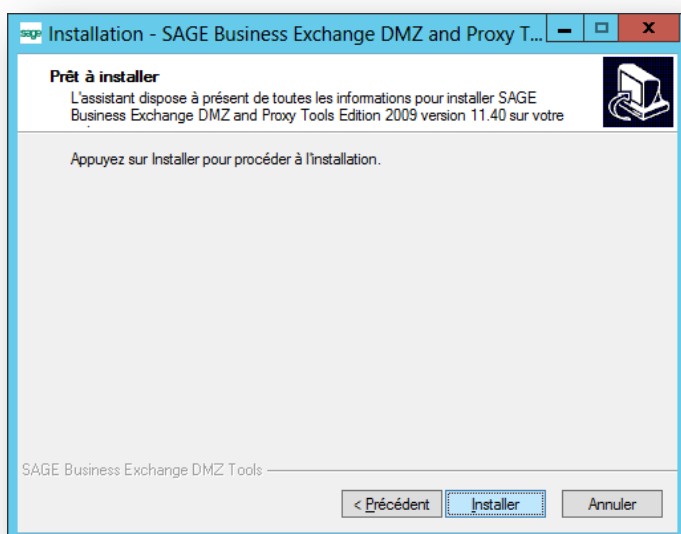 sage Installation - SAGE Business Exchange DMZ and Proxy T...
Prêt à installer
L'assistant dispose à présent de toutes les informations pour installer SAGE
Business Exchange DMZ and Proxy Tools Edition 2009 version 11.40 sur votre
Appuyez sur Installer pour procéder à l'installation.
SAGE Business Exchange DMZ Tools
< Précédent Installer Annuler